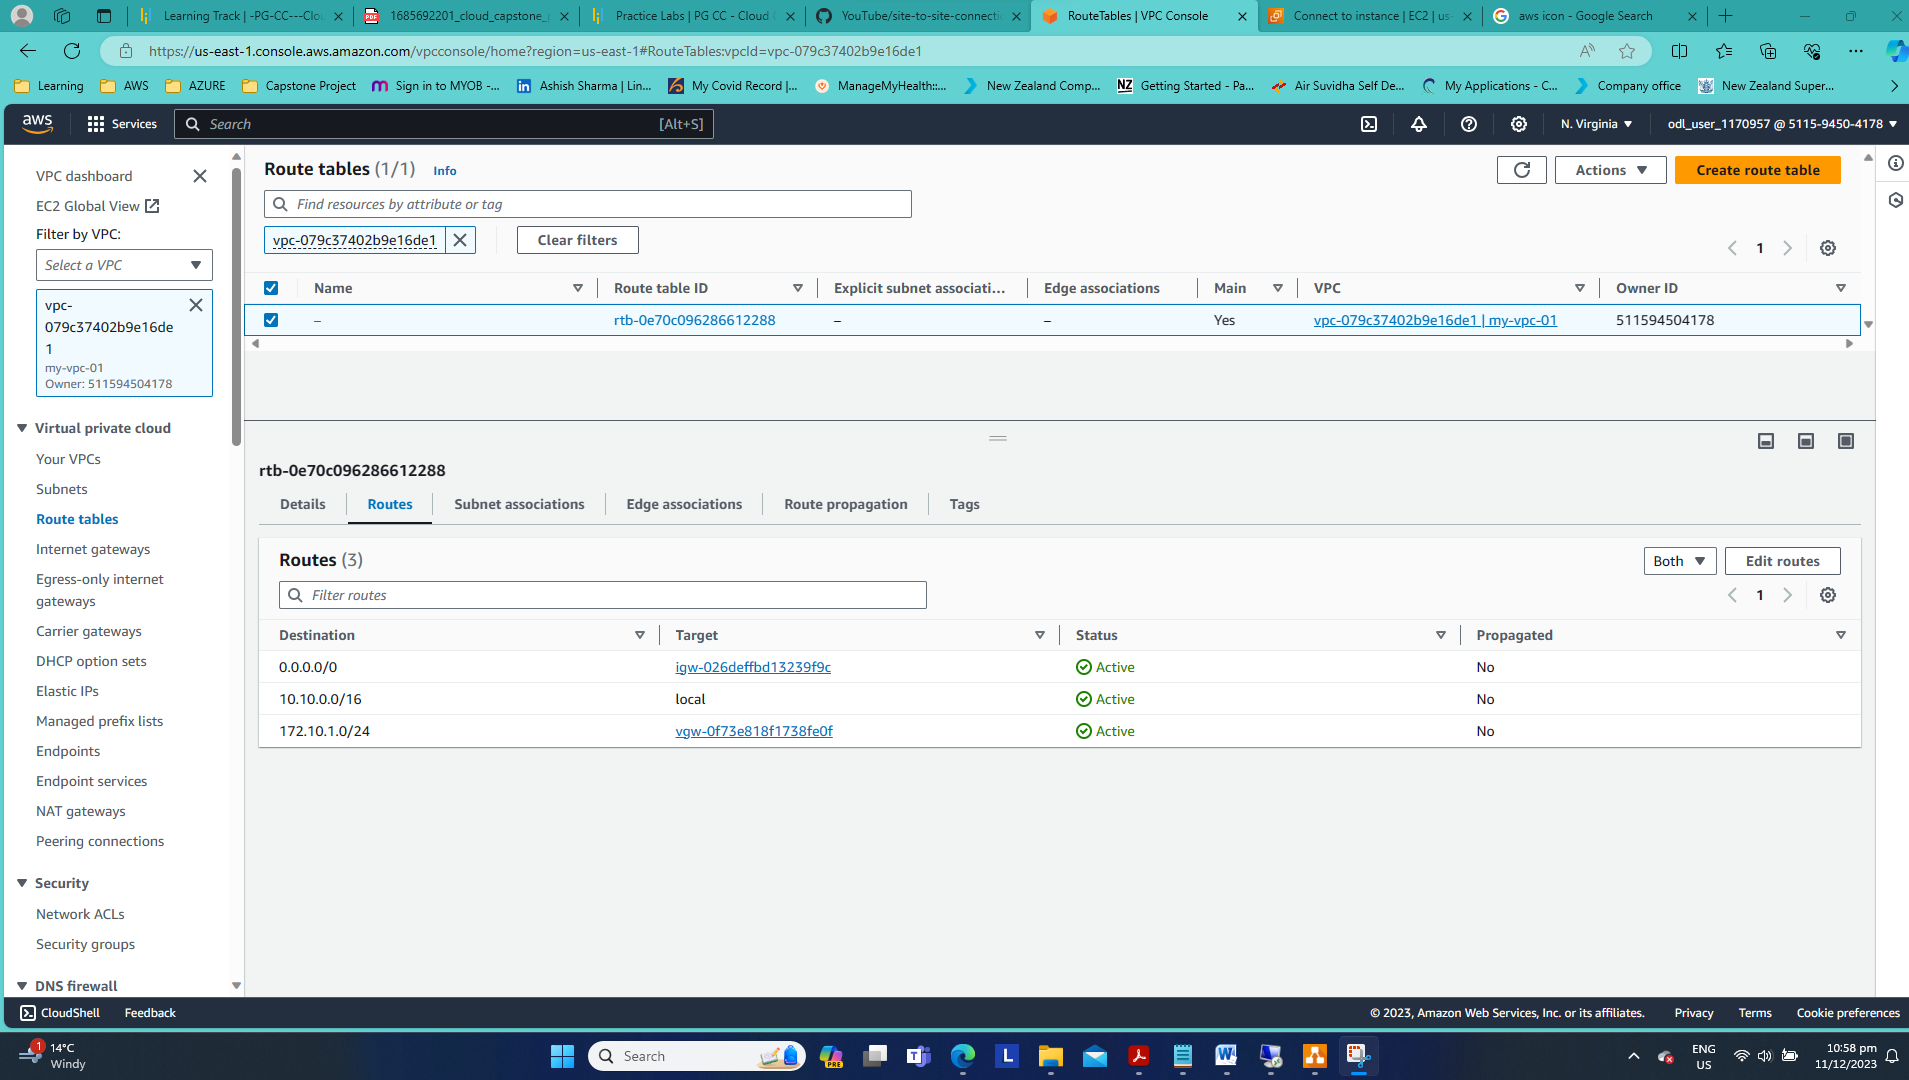 Learning Track | -PG-CC---Clou
1685692201_cloud_capstone_p
Practice Labs | PG CC - Cloud C
YouTube/site-to-site-connectio
RouteTables | VPC Console
Connect to instance | EC2 | us-
aws icon - Google Search
https://us-east-1.console.aws.amazon.com/vpcconsole/home?region=us-east-1#RouteTables:vpcId=vpc-079c37402b9e16de1
Learning
AWS
AZURE
Capstone Project
Sign in to MYOB -...
Ashish Sharma | Lin...
My Covid Record |...
ManageMyHealth::...
New Zealand Comp...
Getting Started - Pa...
Air Suvidha Self De...
My Applications - C...
Company office
New Zealand Super...
aws
Services
Search
[Alt+S]
N. Virginia
odl_user_1170957 @ 5115-9450-4178
VPC dashboard
EC2 Global View
Filter by VPC:
Select a VPC
vpc-
079c37402b9e16de
1
my-vpc-01
Owner: 511594504178
Virtual private cloud
Your VPCs
Subnets
Route tables
Internet gateways
Egress-only internet
gateways
Carrier gateways
DHCP option sets
Elastic IPs
Managed prefix lists
Endpoints
Endpoint services
NAT gateways
Peering connections
Security
Network ACLs
Security groups
DNS firewall
Route tables (1/1) Info
Actions
Create route table
Find resources by attribute or tag
vpc-079c37402b9e16de1
Clear filters
1
Name Route table ID Explicit subnet associati... Edge associations Main VPC Owner ID
– rtb-0e70c096286612288 – – Yes vpc-079c37402b9e16de1 | my-vpc-01 511594504178
rtb-0e70c096286612288
Details Routes Subnet associations Edge associations Route propagation Tags
Routes (3)
Both
Edit routes
Filter routes
1
Destination Target Status Propagated
0.0.0.0/0 igw-026deffbd13239f9c Active No
10.10.0.0/16 local Active No
172.10.1.0/24 vgw-0f73e818f1738fe0f Active No
CloudShell Feedback
© 2023, Amazon Web Services, Inc. or its affiliates. Privacy Terms Cookie preferences
1
14°C
Windy
Search
PRE
L
ENG
US
10:58 pm
11/12/2023